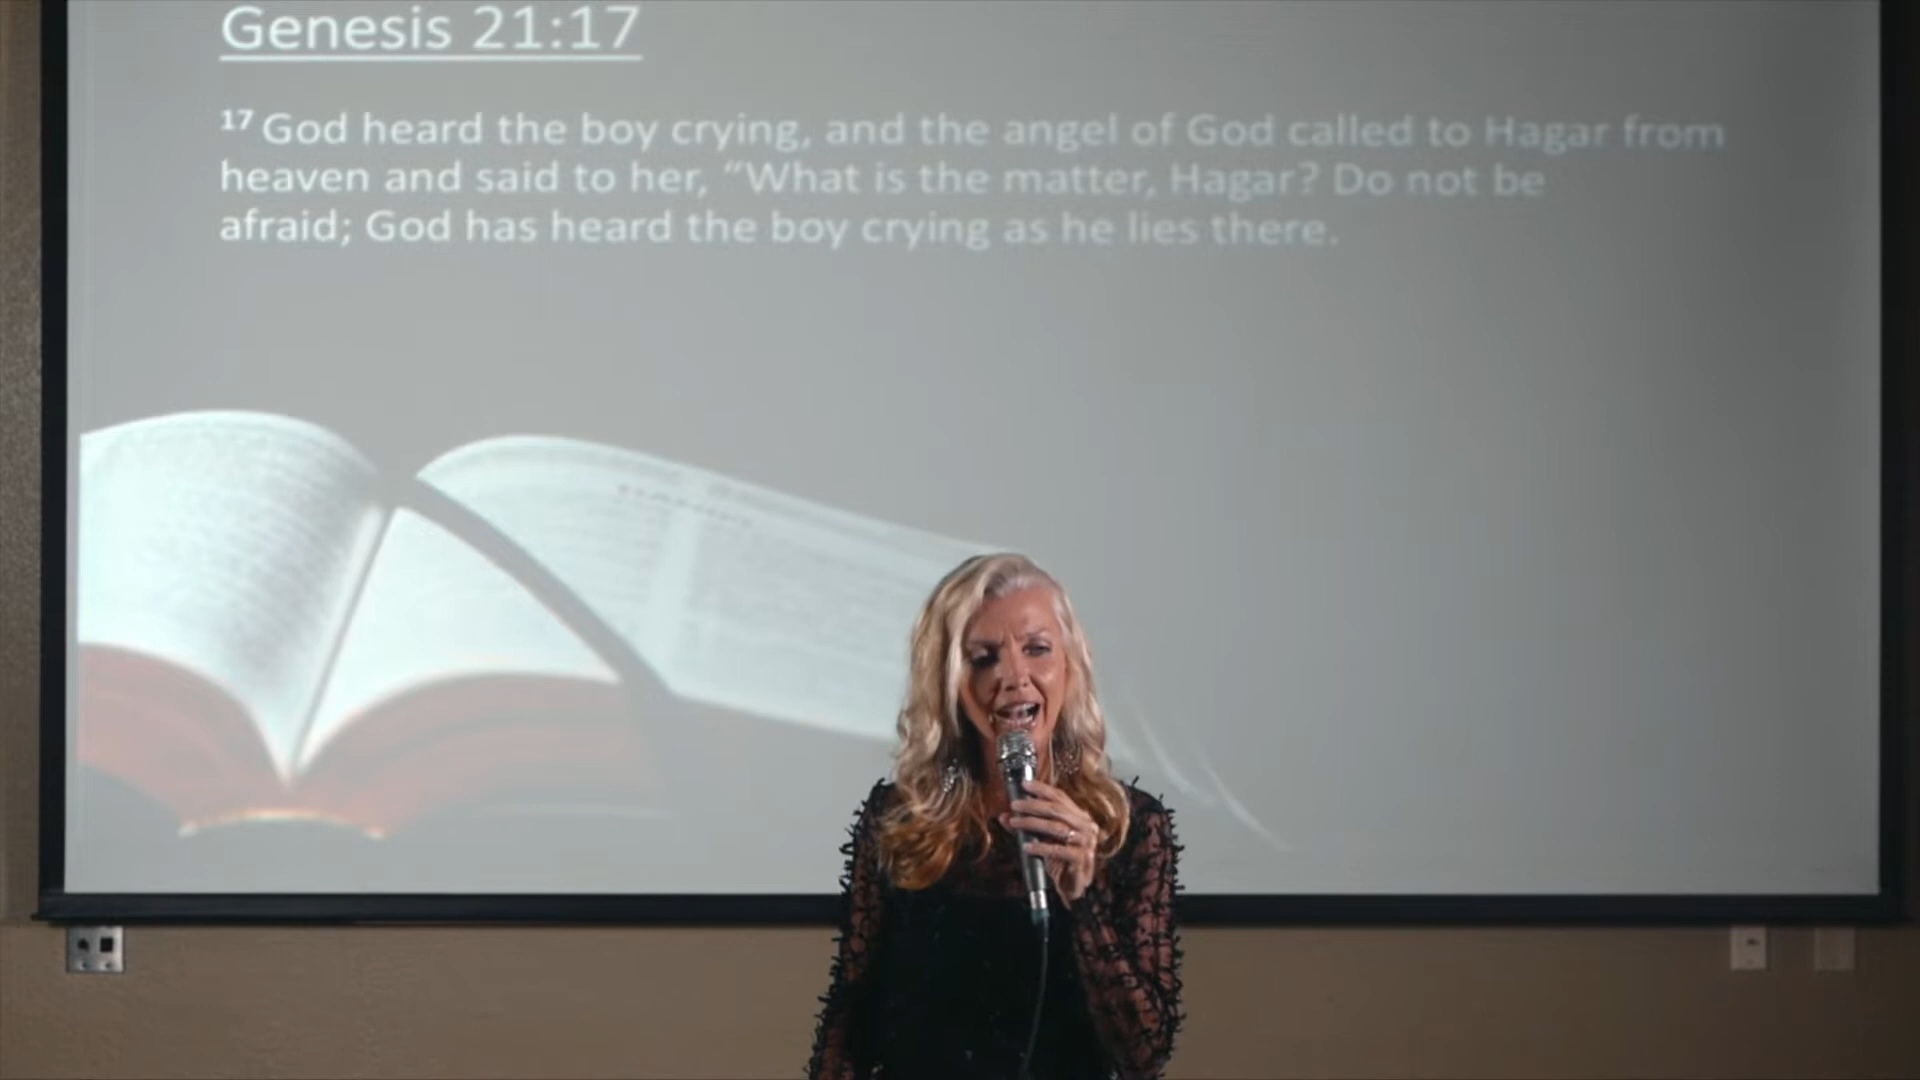 Genesis 21:17
17 God heard the boy crying, and the angel of God called to Hagar from
heaven and said to her, “What is the matter, Hagar? Do not be
afraid; God has heard the boy crying as he lies there.